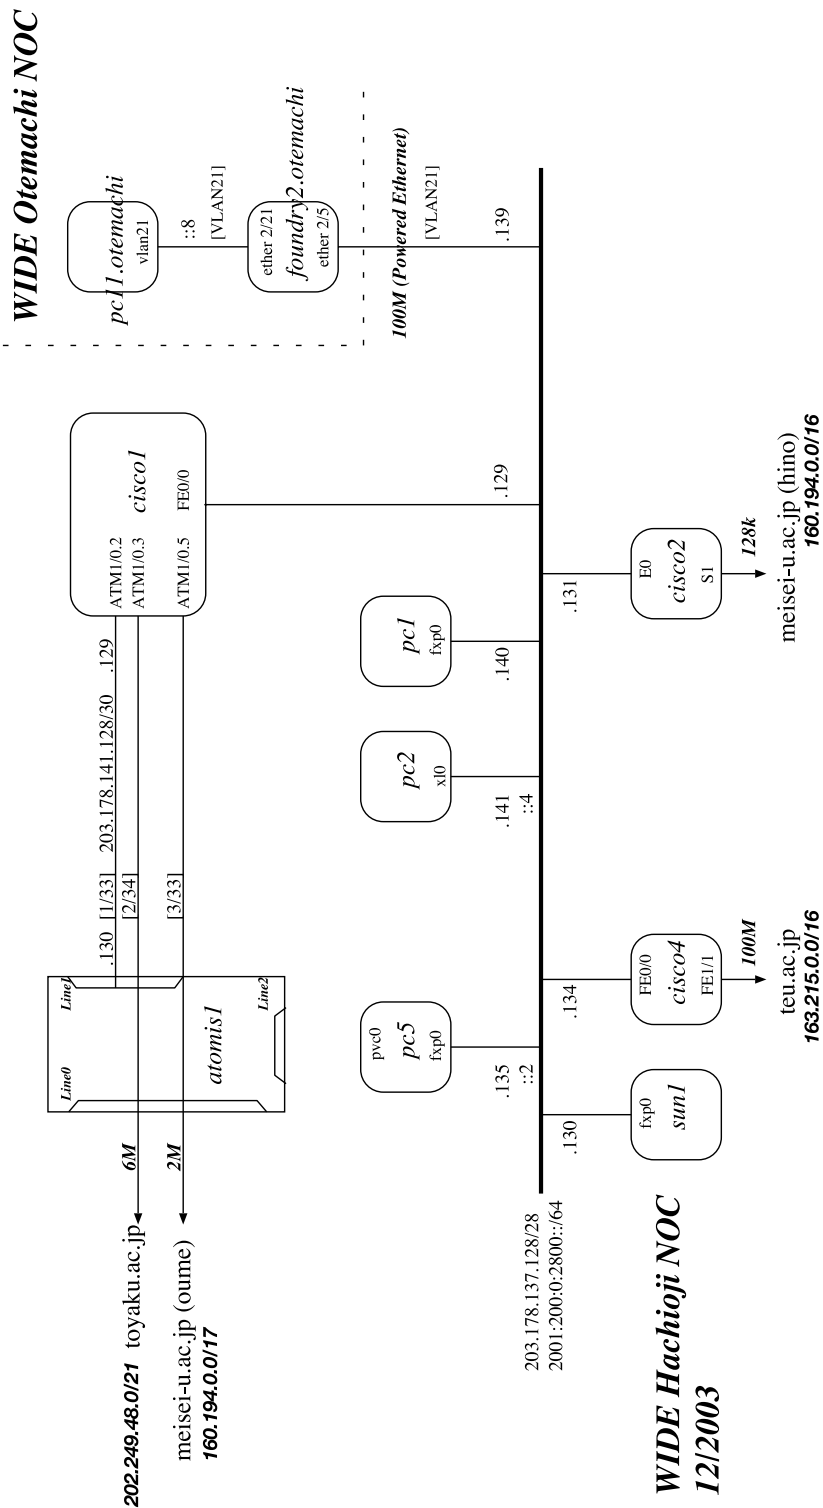 WIDE Otemachi NOC
pc11.otemachi
vlan21
::8
[VLAN21]
ether 2/21
foundry2.otemachi
ether 2/5
100M (Powered Ethernet)
[VLAN21]
.139
cisco1
ATM1/0.2
ATM1/0.3
ATM1/0.5
FE0/0
.129
.129
203.178.141.128/30
.130
[1/33]
[2/34]
[3/33]
Line0
Line1
Line2
atomis1
6M
2M
202.249.48.0/21
toyaku.ac.jp
meisei-u.ac.jp (oume)
160.194.0.0/17
pvc0
pc5
fxp0
.135
::2
pc2
xl0
.141
::4
pc1
fxp0
.140
203.178.137.128/28
2001:200:0:2800::/64
.130
fxp0
sun1
.134
FE0/0
cisco4
FE1/1
100M
teu.ac.jp
163.215.0.0/16
.131
E0
cisco2
S1
128k
meisei-u.ac.jp (hino)
160.194.0.0/16
WIDE Hachioji NOC
12/2003